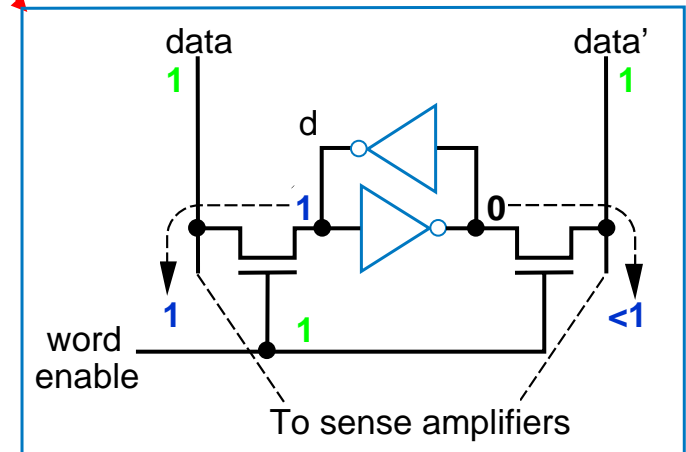 data data’
1 1
d
1 0
1 <1
1
word
enable
To sense amplifiers